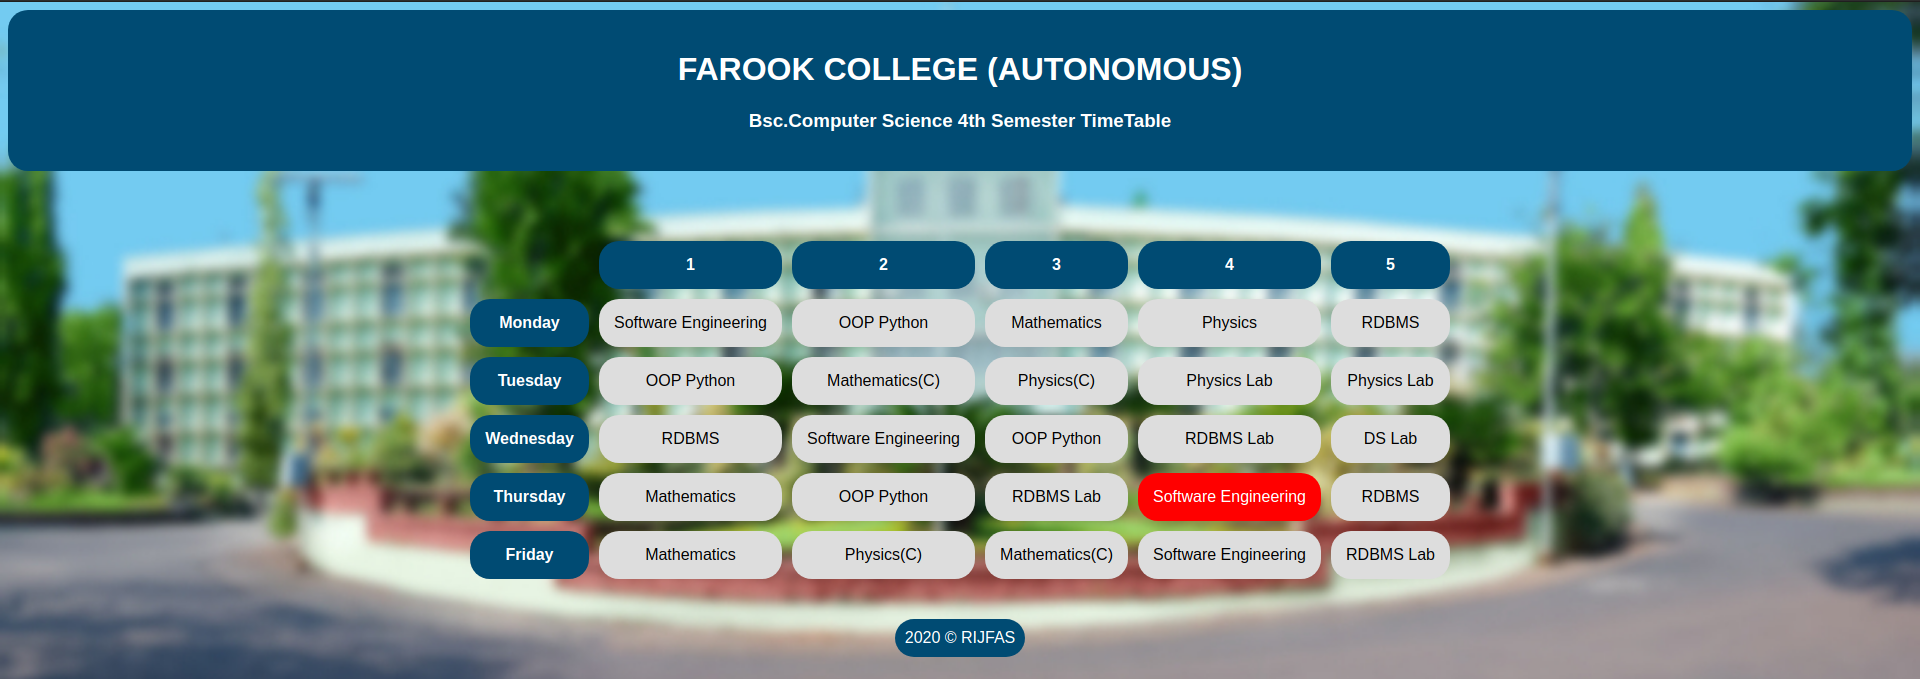 FAROOK COLLEGE (AUTONOMOUS)
Bsc.Computer Science 4th Semester TimeTable
1 2 3 4 5
Monday Software Engineering OOP Python Mathematics Physics RDBMS
Tuesday OOP Python Mathematics(C) Physics(C) Physics Lab Physics Lab
Wednesday RDBMS Software Engineering OOP Python RDBMS Lab DS Lab
Thursday Mathematics OOP Python RDBMS Lab Software Engineering RDBMS
Friday Mathematics Physics(C) Mathematics(C) Software Engineering RDBMS Lab
2020 © RIJFAS